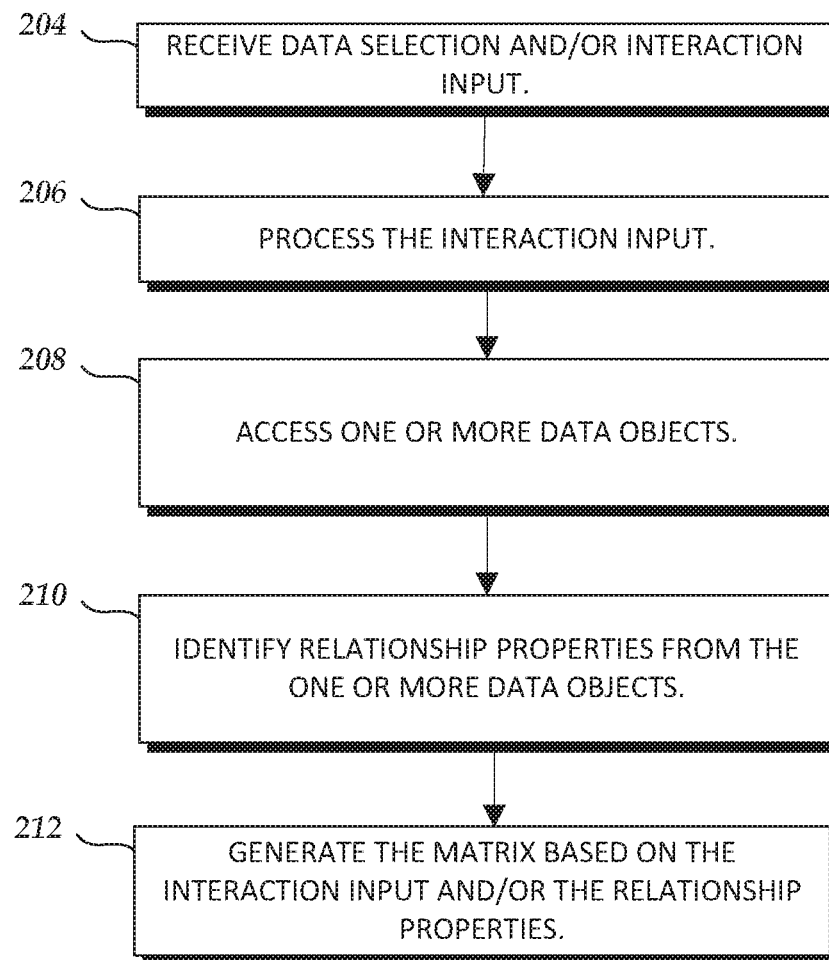 204
RECEIVE DATA SELECTION AND/OR INTERACTION
INPUT.
206
PROCESS THE INTERACTION INPUT.
208
ACCESS ONE OR MORE DATA OBJECTS.
210
IDENTIFY RELATIONSHIP PROPERTIES FROM THE
ONE OR MORE DATA OBJECTS.
212
GENERATE THE MATRIX BASED ON THE
INTERACTION INPUT AND/OR THE RELATIONSHIP
PROPERTIES.